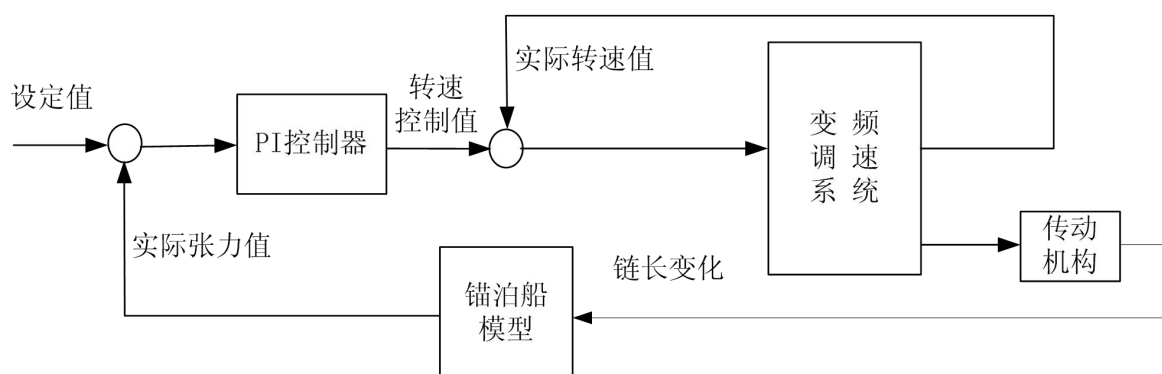 实际转速值
设定值
转速
控制值
PI控制器
变 频
调 速
系 统
实际张力值
链长变化
传动
机构
锚泊船
模型